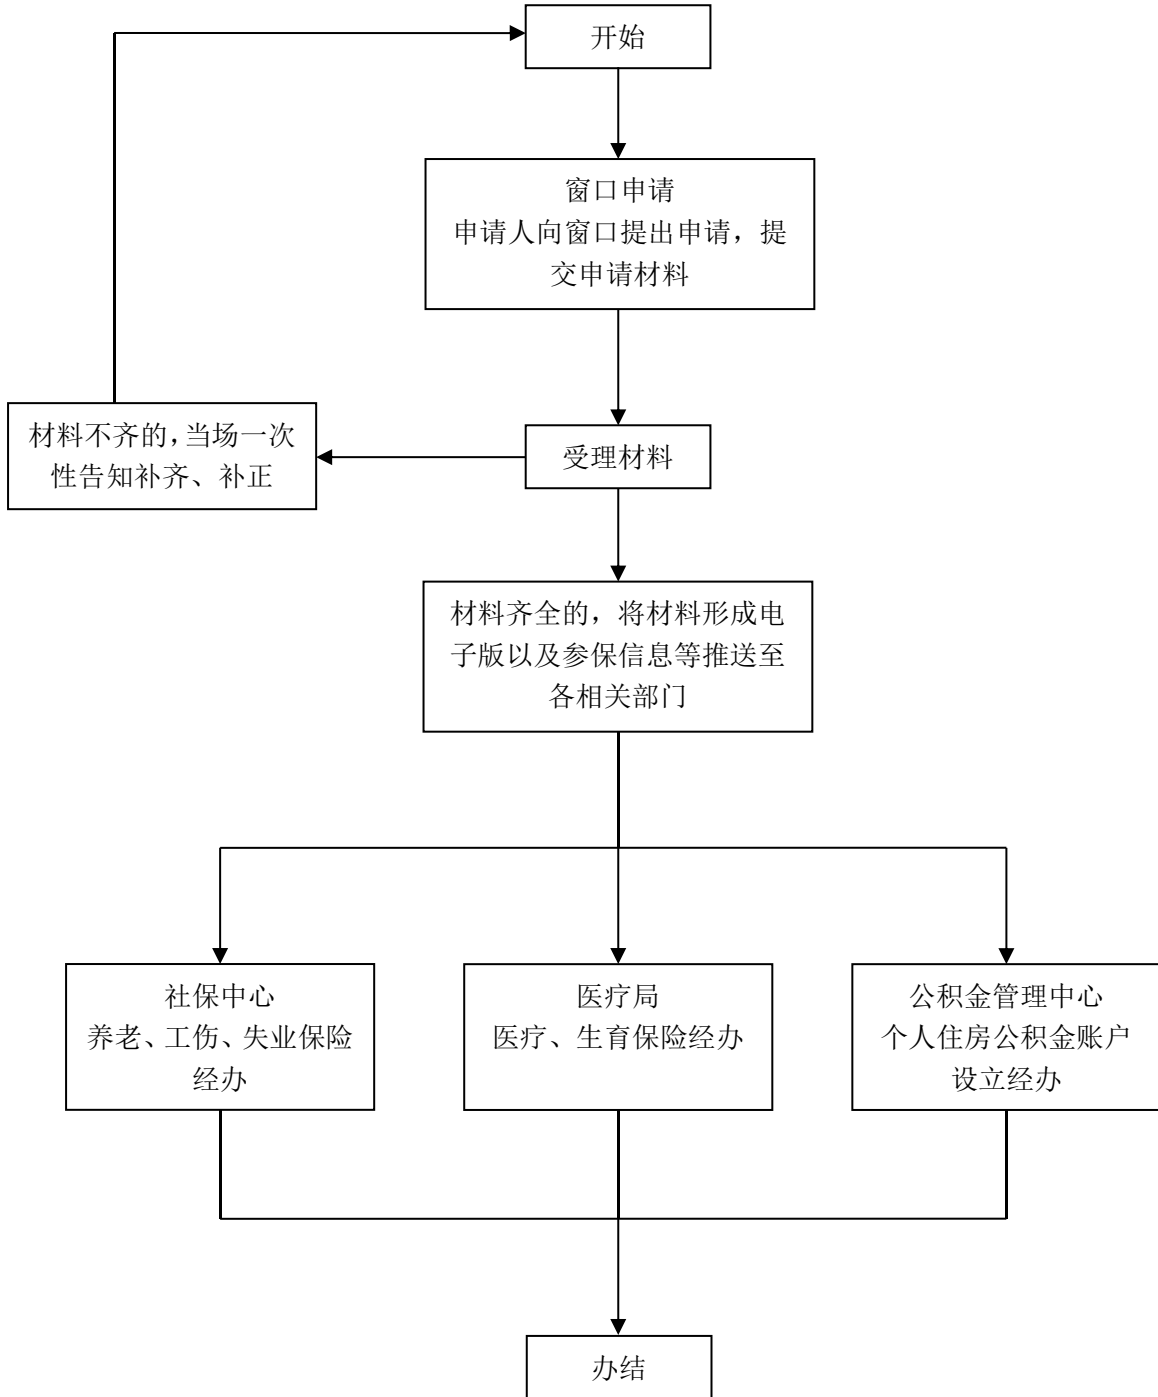 开始
窗口申请
申请人向窗口提出申请，提
交申请材料
材料不齐的，当场一次
性告知补齐、补正
受理材料
材料齐全的，将材料形成电
子版以及参保信息等推送至
各相关部门
社保中心
养老、工伤、失业保险
经办
医疗局
医疗、生育保险经办
公积金管理中心
个人住房公积金账户
设立经办
办结